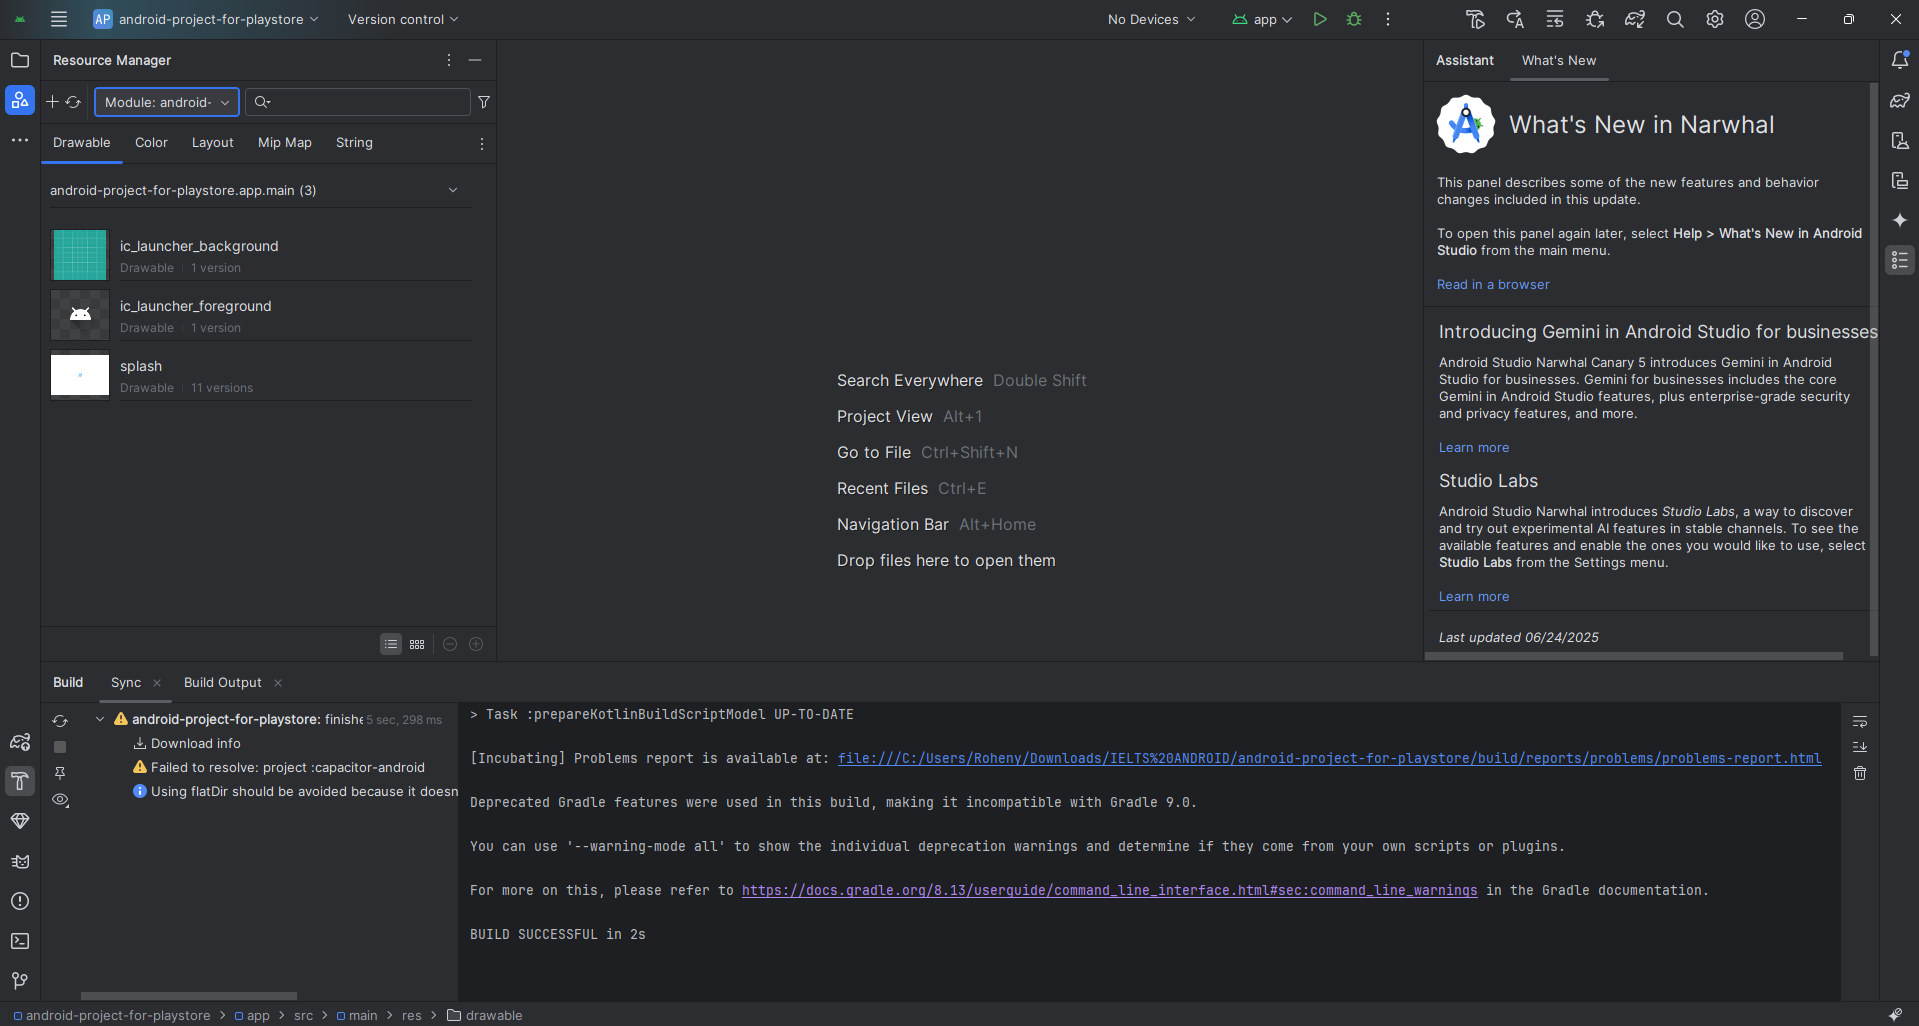 AP android-project-for-playstore Version control No Devices app
Resource Manager
Module: android-
Drawable Color Layout Mip Map String
android-project-for-playstore.app.main (3)
ic_launcher_background
Drawable | 1 version
ic_launcher_foreground
Drawable | 1 version
splash
Drawable | 11 versions
Search Everywhere Double Shift
Project View Alt+1
Go to File Ctrl+Shift+N
Recent Files Ctrl+E
Navigation Bar Alt+Home
Drop files here to open them
Assistant What's New
What's New in Narwhal
This panel describes some of the new features and behavior
changes included in this update.
To open this panel again later, select Help > What's New in Android
Studio from the main menu.
Read in a browser
Introducing Gemini in Android Studio for businesses
Android Studio Narwhal Canary 5 introduces Gemini in Android
Studio for businesses. Gemini for businesses includes the core
Gemini in Android Studio features, plus enterprise-grade security
and privacy features, and more.
Learn more
Studio Labs
Android Studio Narwhal introduces Studio Labs, a way to discover
and try out experimental AI features in stable channels. To see the
available features and enable the ones you would like to use, select
Studio Labs from the Settings menu.
Learn more
Last updated 06/24/2025
Build Sync Build Output
android-project-for-playstore: finishe 5 sec, 298 ms
Download info
Failed to resolve: project :capacitor-android
Using flatDir should be avoided because it doesn
> Task :prepareKotlinBuildScriptModel UP-TO-DATE
[Incubating] Problems report is available at: file:///C:/Users/Roheny/Downloads/IELTS%20ANDROID/android-project-for-playstore/build/reports/problems/problems-report.html
Deprecated Gradle features were used in this build, making it incompatible with Gradle 9.0.
You can use '--warning-mode all' to show the individual deprecation warnings and determine if they come from your own scripts or plugins.
For more on this, please refer to https://docs.gradle.org/8.13/userguide/command_line_interface.html#sec:command_line_warnings in the Gradle documentation.
BUILD SUCCESSFUL in 2s
android-project-for-playstore > app > src > main > res > drawable